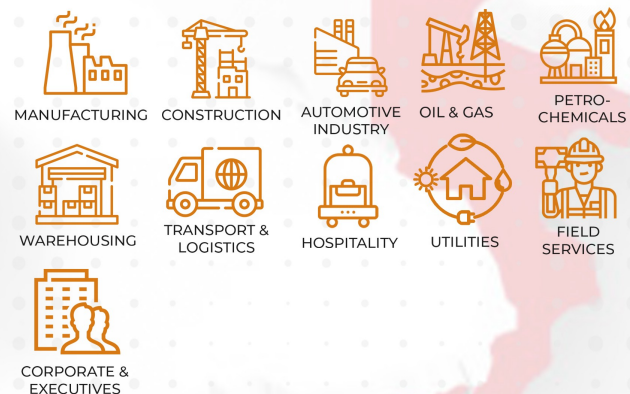 MANUFACTURING
CONSTRUCTION
AUTOMOTIVE
INDUSTRY
OIL & GAS
PETRO-
CHEMICALS
WAREHOUSING
TRANSPORT &
LOGISTICS
HOSPITALITY
UTILITIES
FIELD
SERVICES
CORPORATE &
EXECUTIVES